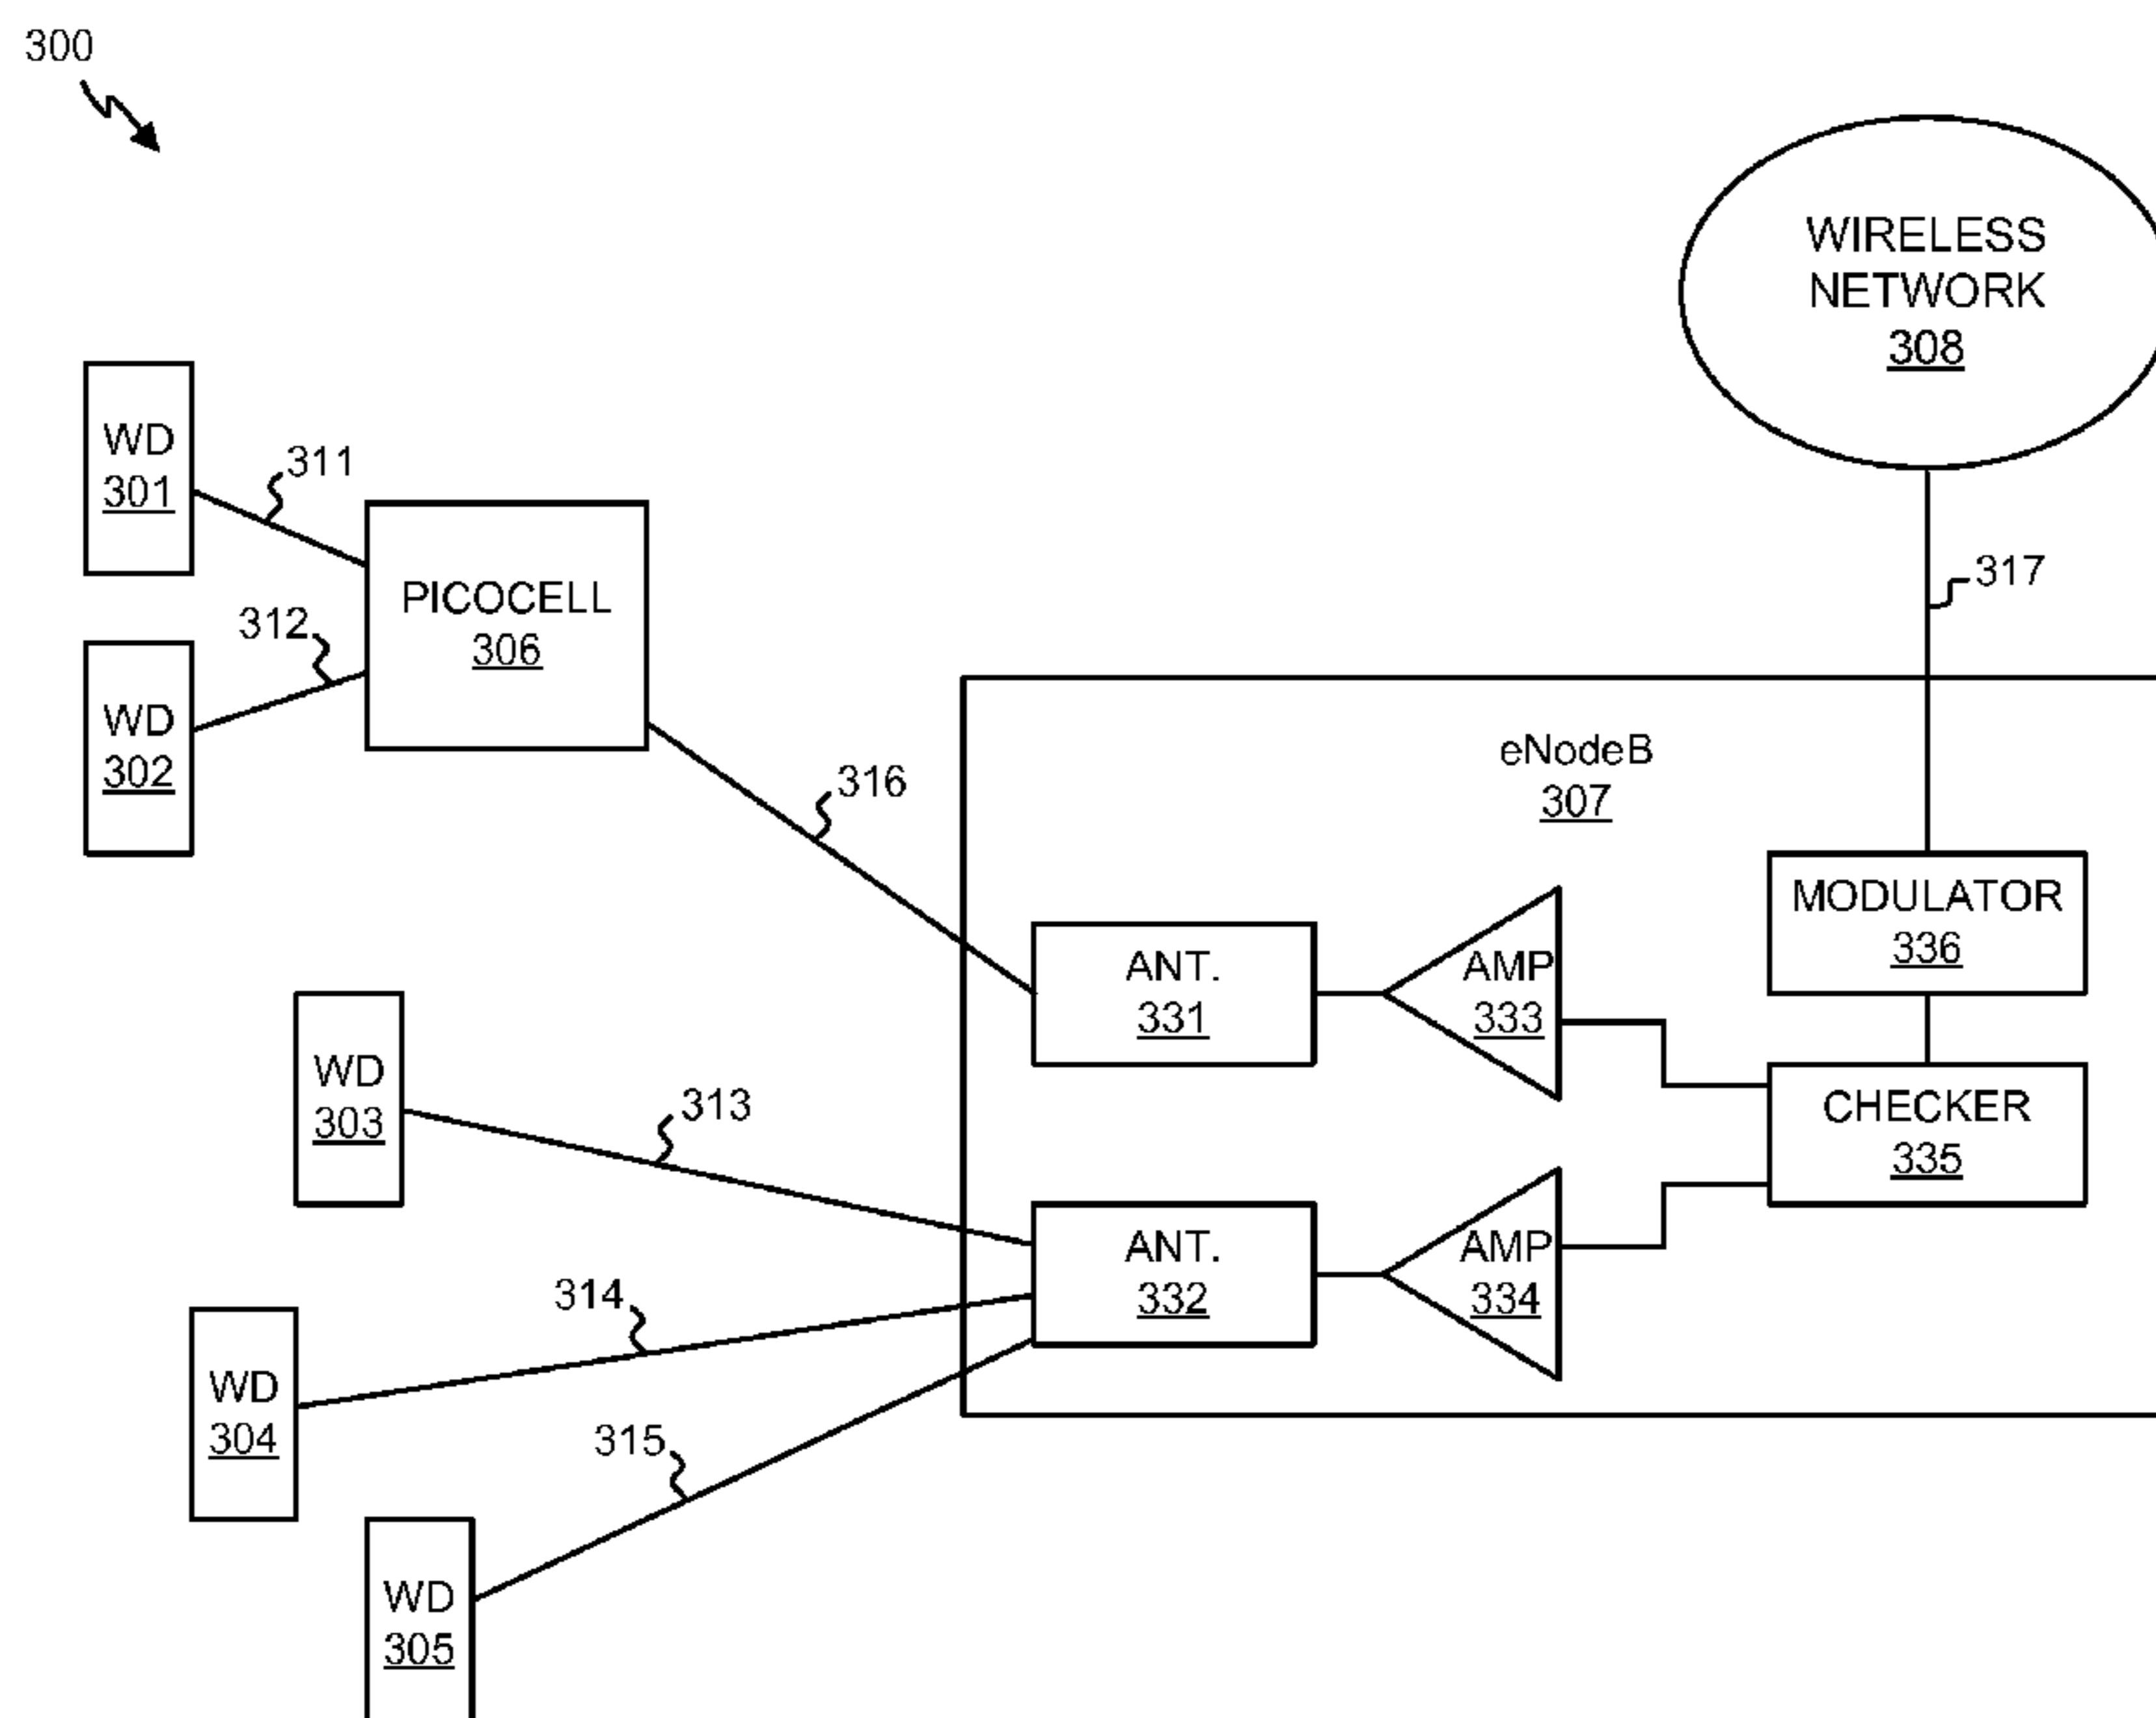 300
WIRELESS
NETWORK
308
WD
301
311
PICOCELL
306
312
WD
302
317
316
eNodeB
307
MODULATOR
336
ANT.
331
AMP
333
CHECKER
335
WD
303
313
ANT.
332
AMP
334
314
WD
304
315
WD
305